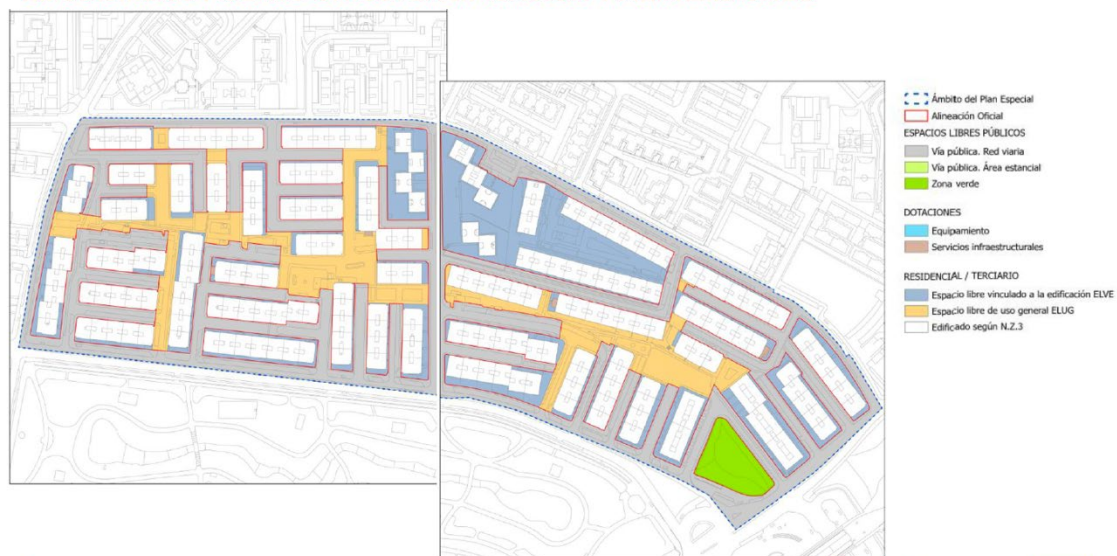 Ámbito del Plan Especial
Alineación Oficial
ESPACIOS LIBRES PÚBLICOS
Vía pública. Red viaria
Vía pública. Área estancial
Zona verde
DOTACIONES
Equipamiento
Servicios infraestructurales
RESIDENCIAL / TERCIARIO
Espacio libre vinculado a la edificación ELVE
Espacio libre de uso general ELUG
Edificado según N.Z.3